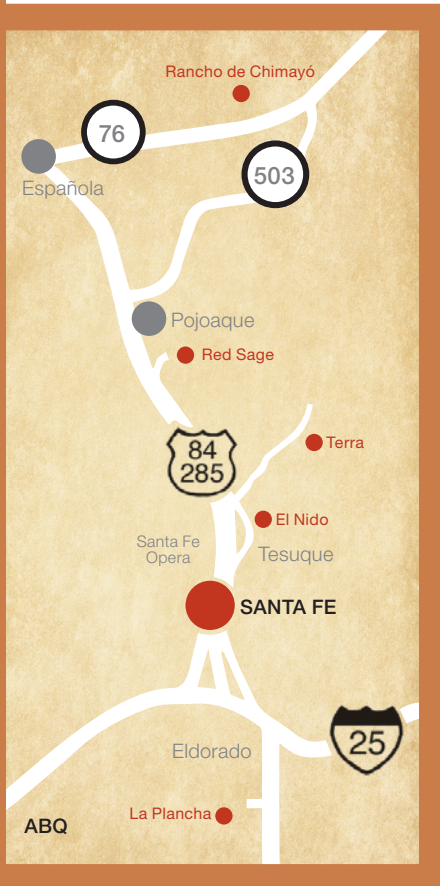 Rancho de Chimayó
76
503
Española
Pojoaque
Red Sage
84
285
Terra
El Nido
Santa Fe
Opera
Tesuque
SANTA FE
25
Eldorado
La Plancha
ABQ